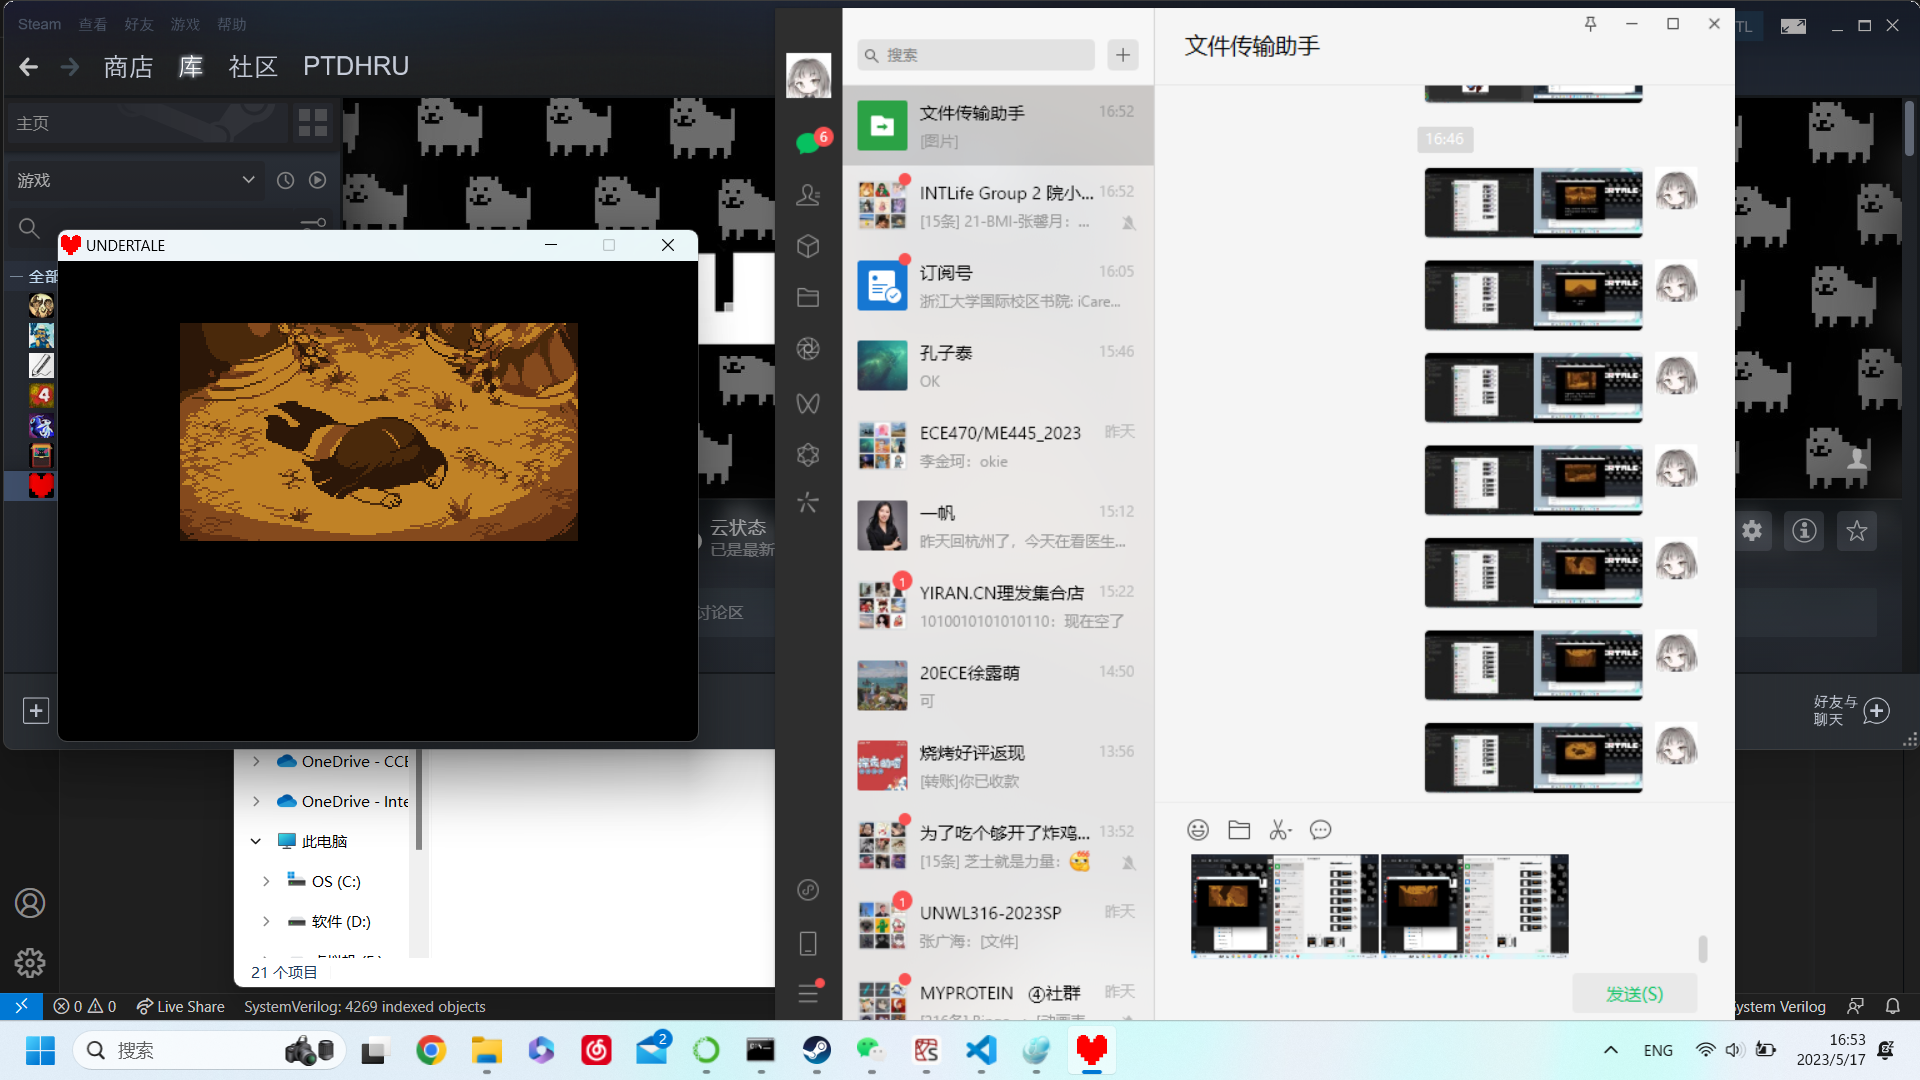 Steam 查看 好友 游戏 帮助
商店 库 社区 PTDHRU
主页
游戏
全部
UNDERTALE
云状态
已是最新
讨论区
好友与
聊天
OneDrive - CCE
OneDrive - Inte
此电脑
OS (C:)
软件 (D:)
21 个项目
搜索
文件传输助手 16:52
[图片]
INTLife Group 2 院小... 16:52
[15条] 21-BMI-张馨月: ...
订阅号 16:05
浙江大学国际校区书院: iCare...
孔子泰 15:46
OK
ECE470/ME445_2023 昨天
李金珂: okie
一帆 15:12
昨天回杭州了，今天在看医生...
YIRAN.CN理发集合店 15:22
1010010101010110: 现在空了
20ECE徐露萌 14:50
可
烧烤好评返现 13:56
[转账]你已收款
为了吃个够开了炸鸡... 13:52
[15条] 芝士就是力量:
UNWL316-2023SP 昨天
张广海: [文件]
MYPROTEIN ④社群 昨天
6
1
1
文件传输助手
16:46
发送(S)
TL
0 0 Live Share SystemVerilog: 4269 indexed objects
System Verilog
搜索
2
ENG
16:53
2023/5/17